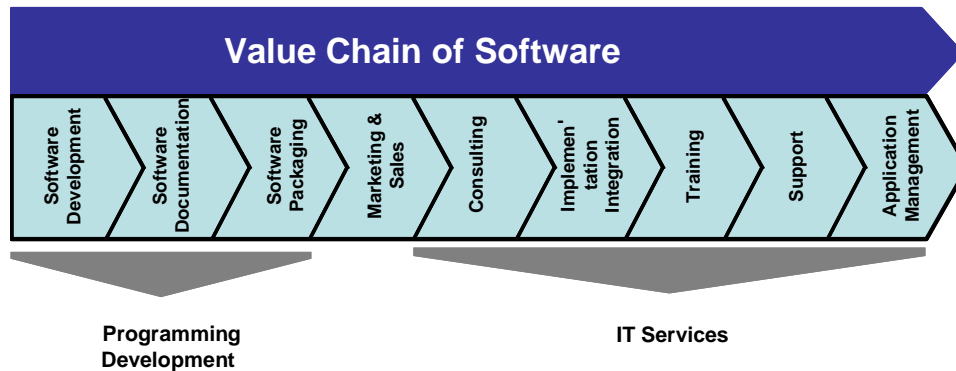 Value Chain of Software
Software
Development
Software
Documentation
Software
Packaging
Marketing &
Sales
Consulting
Implemen'
tation
Integration
Training
Support
Application
Management
Programming
Development
IT Services